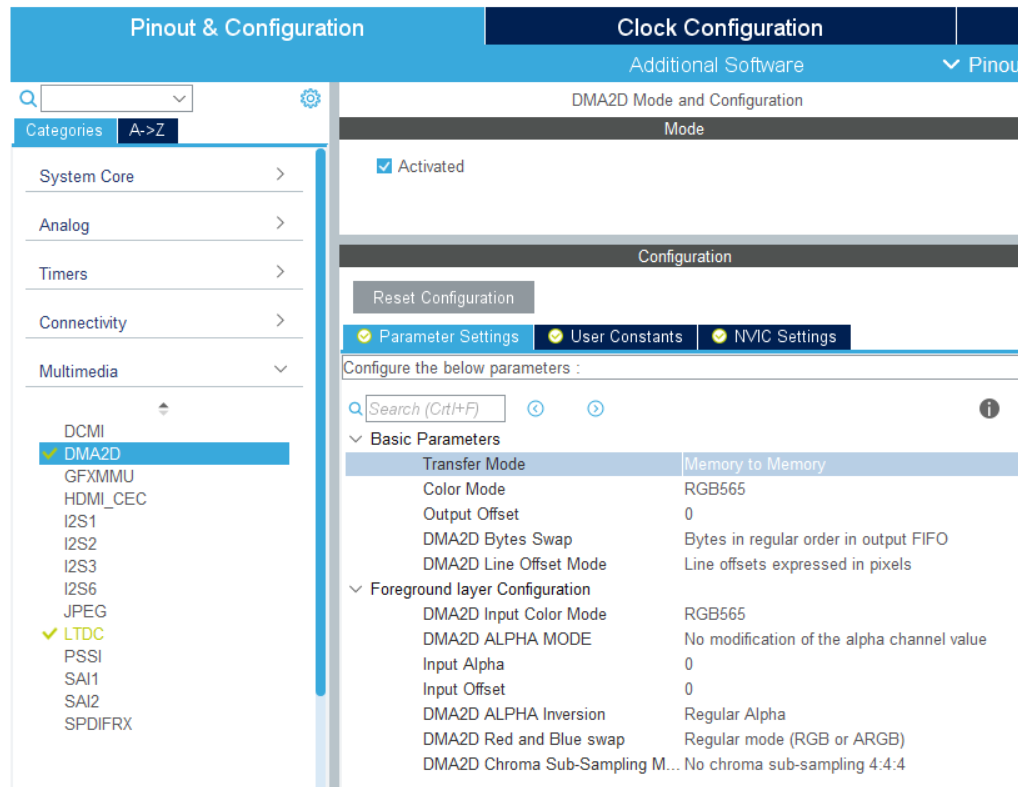 Pinout & Configuration
Clock Configuration
Additional Software
Pinou
Categories
A->Z
System Core
Analog
Timers
Connectivity
Multimedia
DCMI
DMA2D
GFXMMU
HDMI_CEC
I2S1
I2S2
I2S3
I2S6
JPEG
LTDC
PSSI
SAI1
SAI2
SPDIFRX
DMA2D Mode and Configuration
Mode
Activated
Configuration
Reset Configuration
Parameter Settings
User Constants
NVIC Settings
Configure the below parameters :
Search (Crtl+F)
Basic Parameters
Transfer Mode Memory to Memory
Color Mode RGB565
Output Offset 0
DMA2D Bytes Swap Bytes in regular order in output FIFO
DMA2D Line Offset Mode Line offsets expressed in pixels
Foreground layer Configuration
DMA2D Input Color Mode RGB565
DMA2D ALPHA MODE No modification of the alpha channel value
Input Alpha 0
Input Offset 0
DMA2D ALPHA Inversion Regular Alpha
DMA2D Red and Blue swap Regular mode (RGB or ARGB)
DMA2D Chroma Sub-Sampling M... No chroma sub-sampling 4:4:4